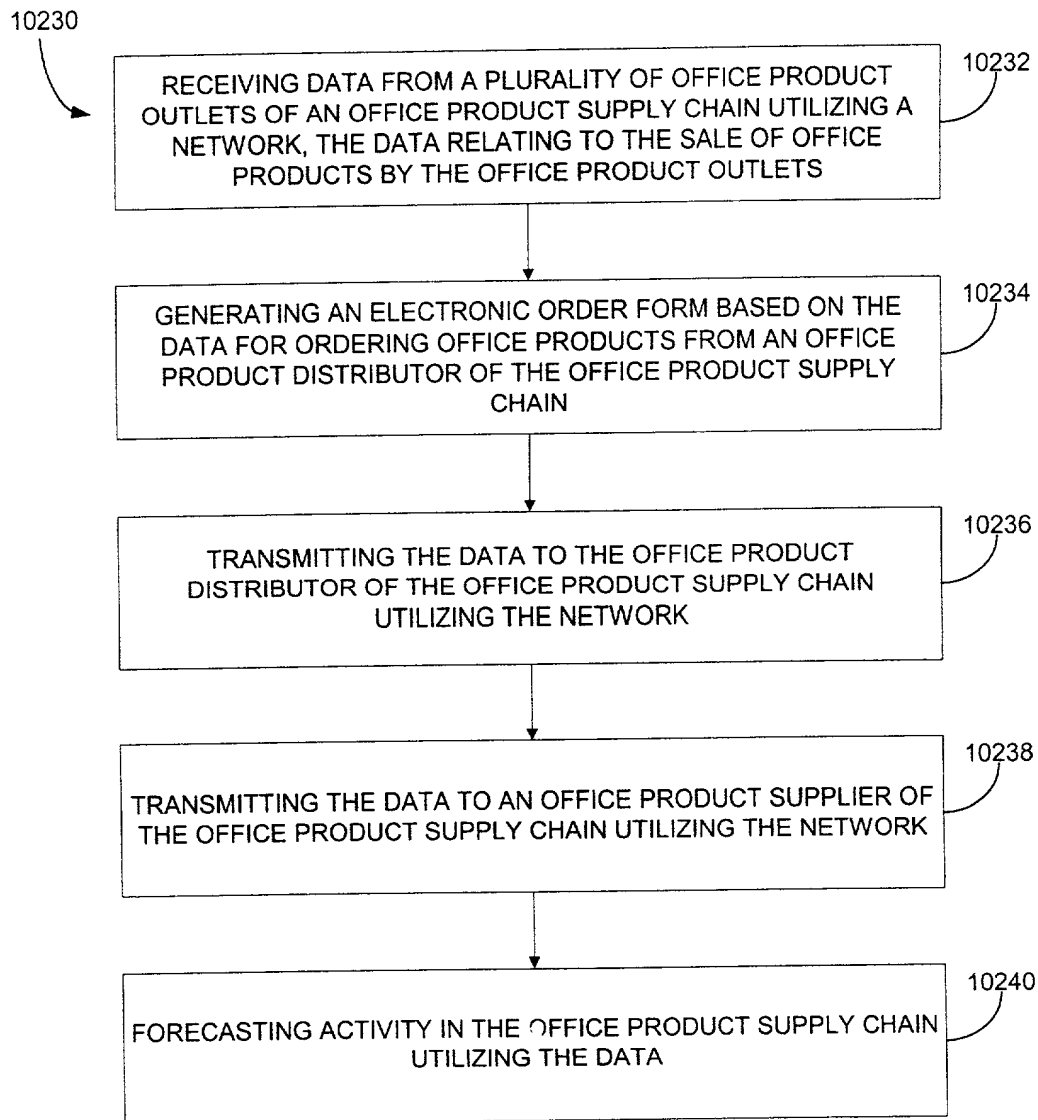 10230
RECEIVING DATA FROM A PLURALITY OF OFFICE PRODUCT
OUTLETS OF AN OFFICE PRODUCT SUPPLY CHAIN UTILIZING A
NETWORK, THE DATA RELATING TO THE SALE OF OFFICE
PRODUCTS BY THE OFFICE PRODUCT OUTLETS
10232
GENERATING AN ELECTRONIC ORDER FORM BASED ON THE
DATA FOR ORDERING OFFICE PRODUCTS FROM AN OFFICE
PRODUCT DISTRIBUTOR OF THE OFFICE PRODUCT SUPPLY
CHAIN
10234
TRANSMITTING THE DATA TO THE OFFICE PRODUCT
DISTRIBUTOR OF THE OFFICE PRODUCT SUPPLY CHAIN
UTILIZING THE NETWORK
10236
TRANSMITTING THE DATA TO AN OFFICE PRODUCT SUPPLIER OF
THE OFFICE PRODUCT SUPPLY CHAIN UTILIZING THE NETWORK
10238
FORECASTING ACTIVITY IN THE OFFICE PRODUCT SUPPLY CHAIN
UTILIZING THE DATA
10240